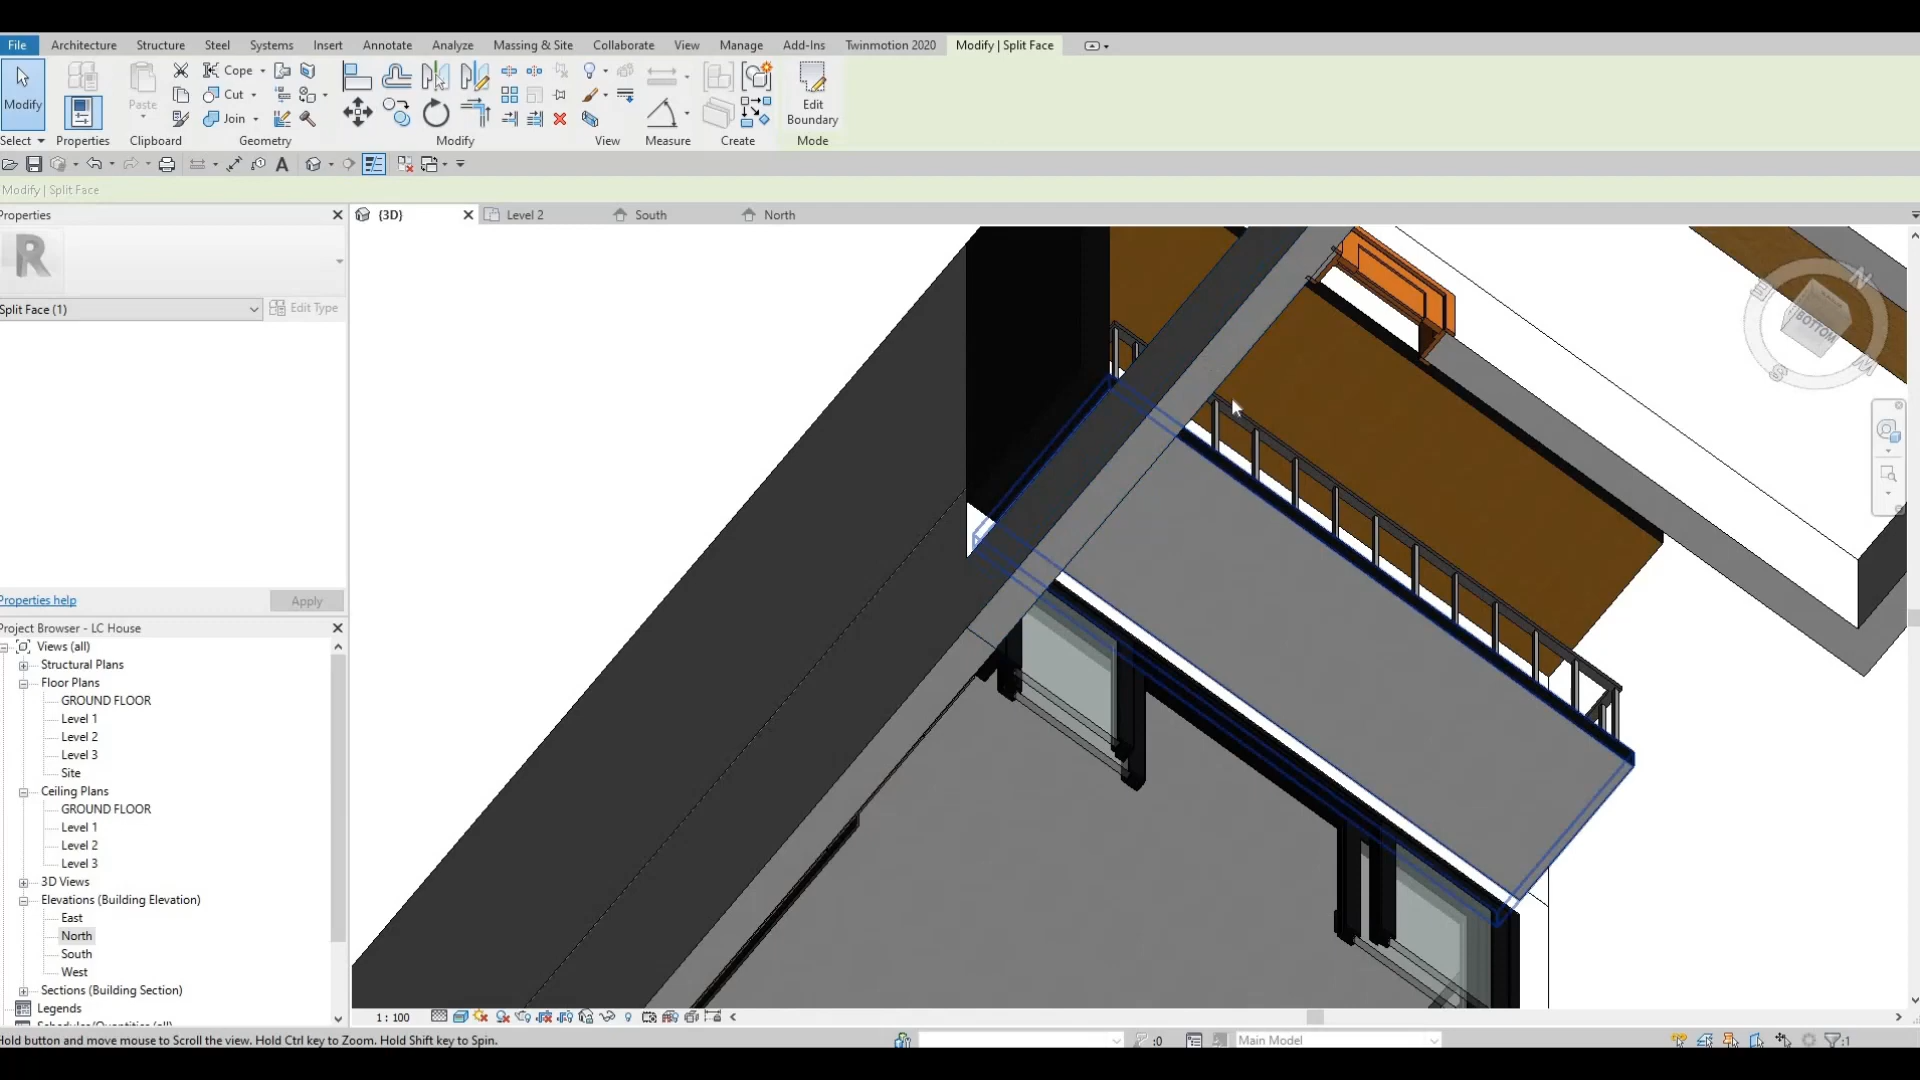 File Architecture Structure Steel Systems Insert Annotate Analyze Massing & Site Collaborate View Manage Add-Ins Twinmotion 2020 Modify | Split Face
Modify
Paste
Cope
Cut
Join
Edit
Boundary
Select Properties Clipboard Geometry Modify View Measure Create Mode
Modify | Split Face
Properties
{3D} Level 2 South North
R
Split Face (1) Edit Type
BOTTOM
N
E
W
S
Properties help Apply
Project Browser - LC House
Views (all)
Structural Plans
Floor Plans
GROUND FLOOR
Level 1
Level 2
Level 3
Site
Ceiling Plans
GROUND FLOOR
Level 1
Level 2
Level 3
3D Views
Elevations (Building Elevation)
East
North
South
West
Sections (Building Section)
Legends
Schedules/Quantities (all)
1 : 100
Hold button and move mouse to Scroll the view. Hold Ctrl key to Zoom. Hold Shift key to Spin. :0 Main Model :1